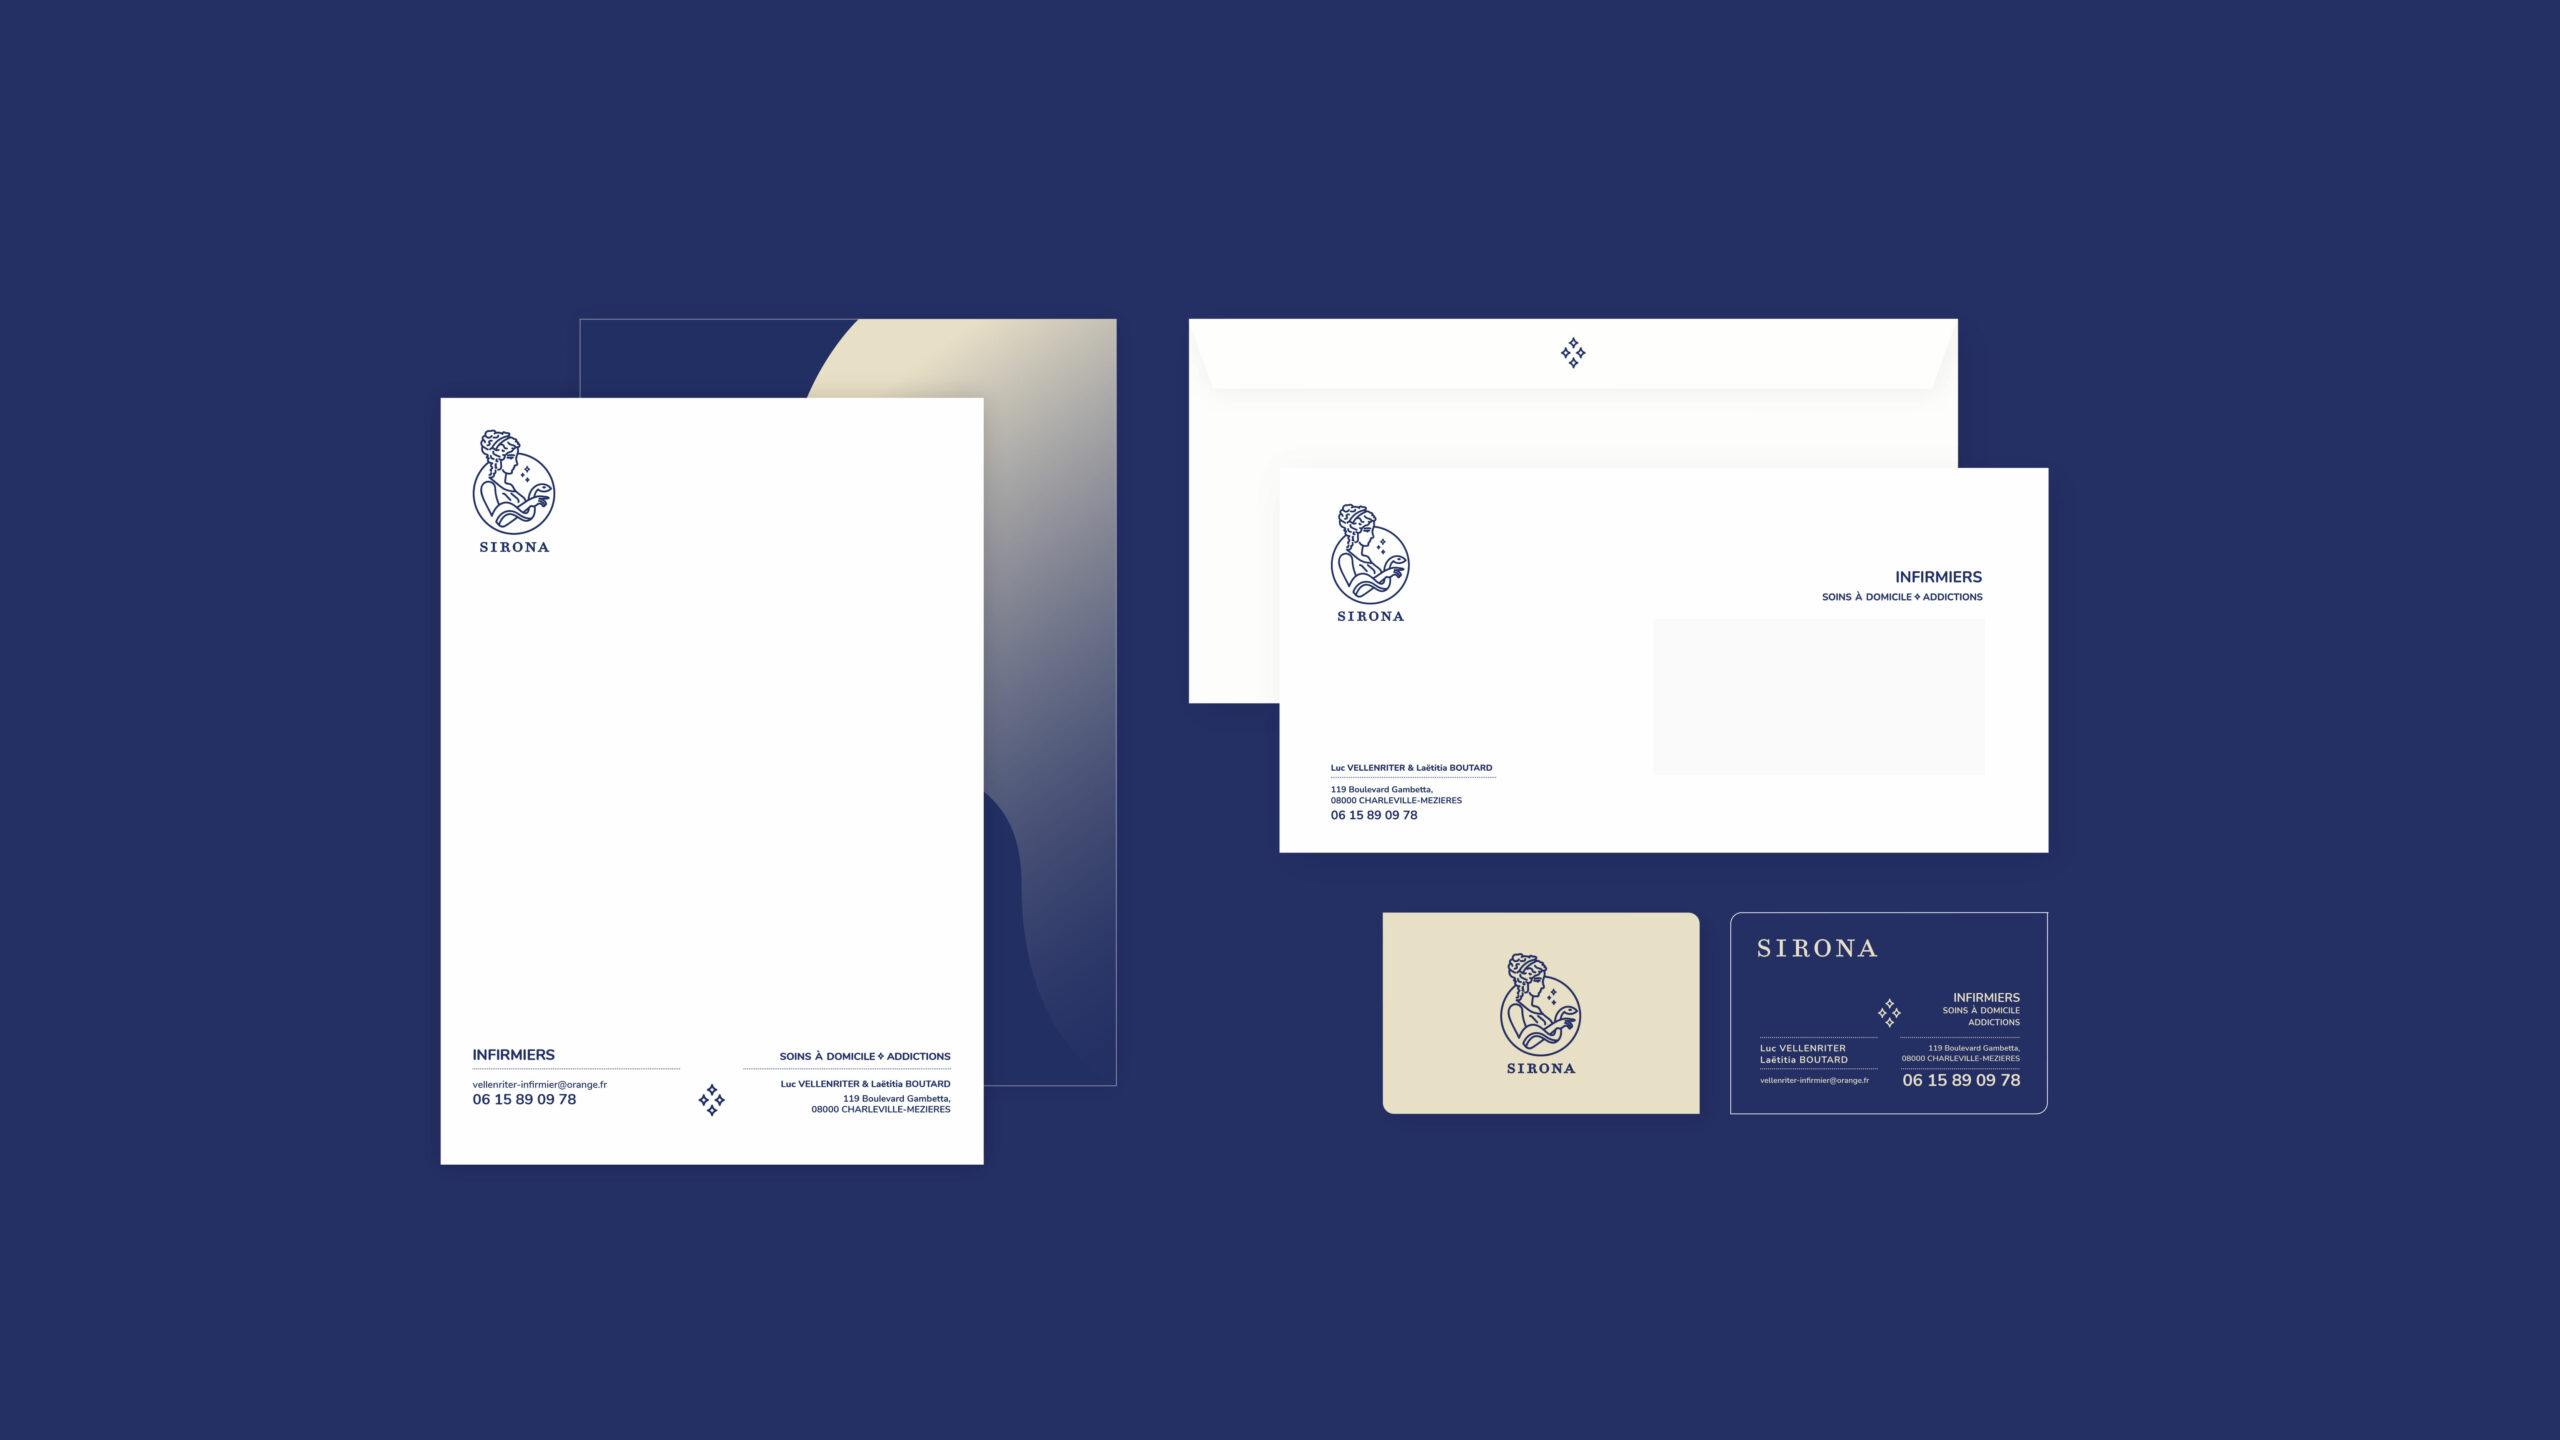 SIRONA
INFIRMIERS
vellenriter-infirmier@orange.fr
06 15 89 09 78
SOINS À DOMICILE✧ADDICTIONS
Luc VELLENRITER & Laëtitia BOUTARD
119 Boulevard Gambetta,
08000 CHARLEVILLE-MEZIERES
SIRONA
INFIRMIERS
SOINS À DOMICILE✧ADDICTIONS
Luc VELLENRITER & Laëtitia BOUTARD
119 Boulevard Gambetta,
08000 CHARLEVILLE-MEZIERES
06 15 89 09 78
SIRONA
SIRONA
INFIRMIERS
SOINS À DOMICILE
ADDICTIONS
Luc VELLENRITER
Laëtitia BOUTARD
vellenriter-infirmier@orange.fr
119 Boulevard Gambetta,
08000 CHARLEVILLE-MEZIERES
06 15 89 09 78